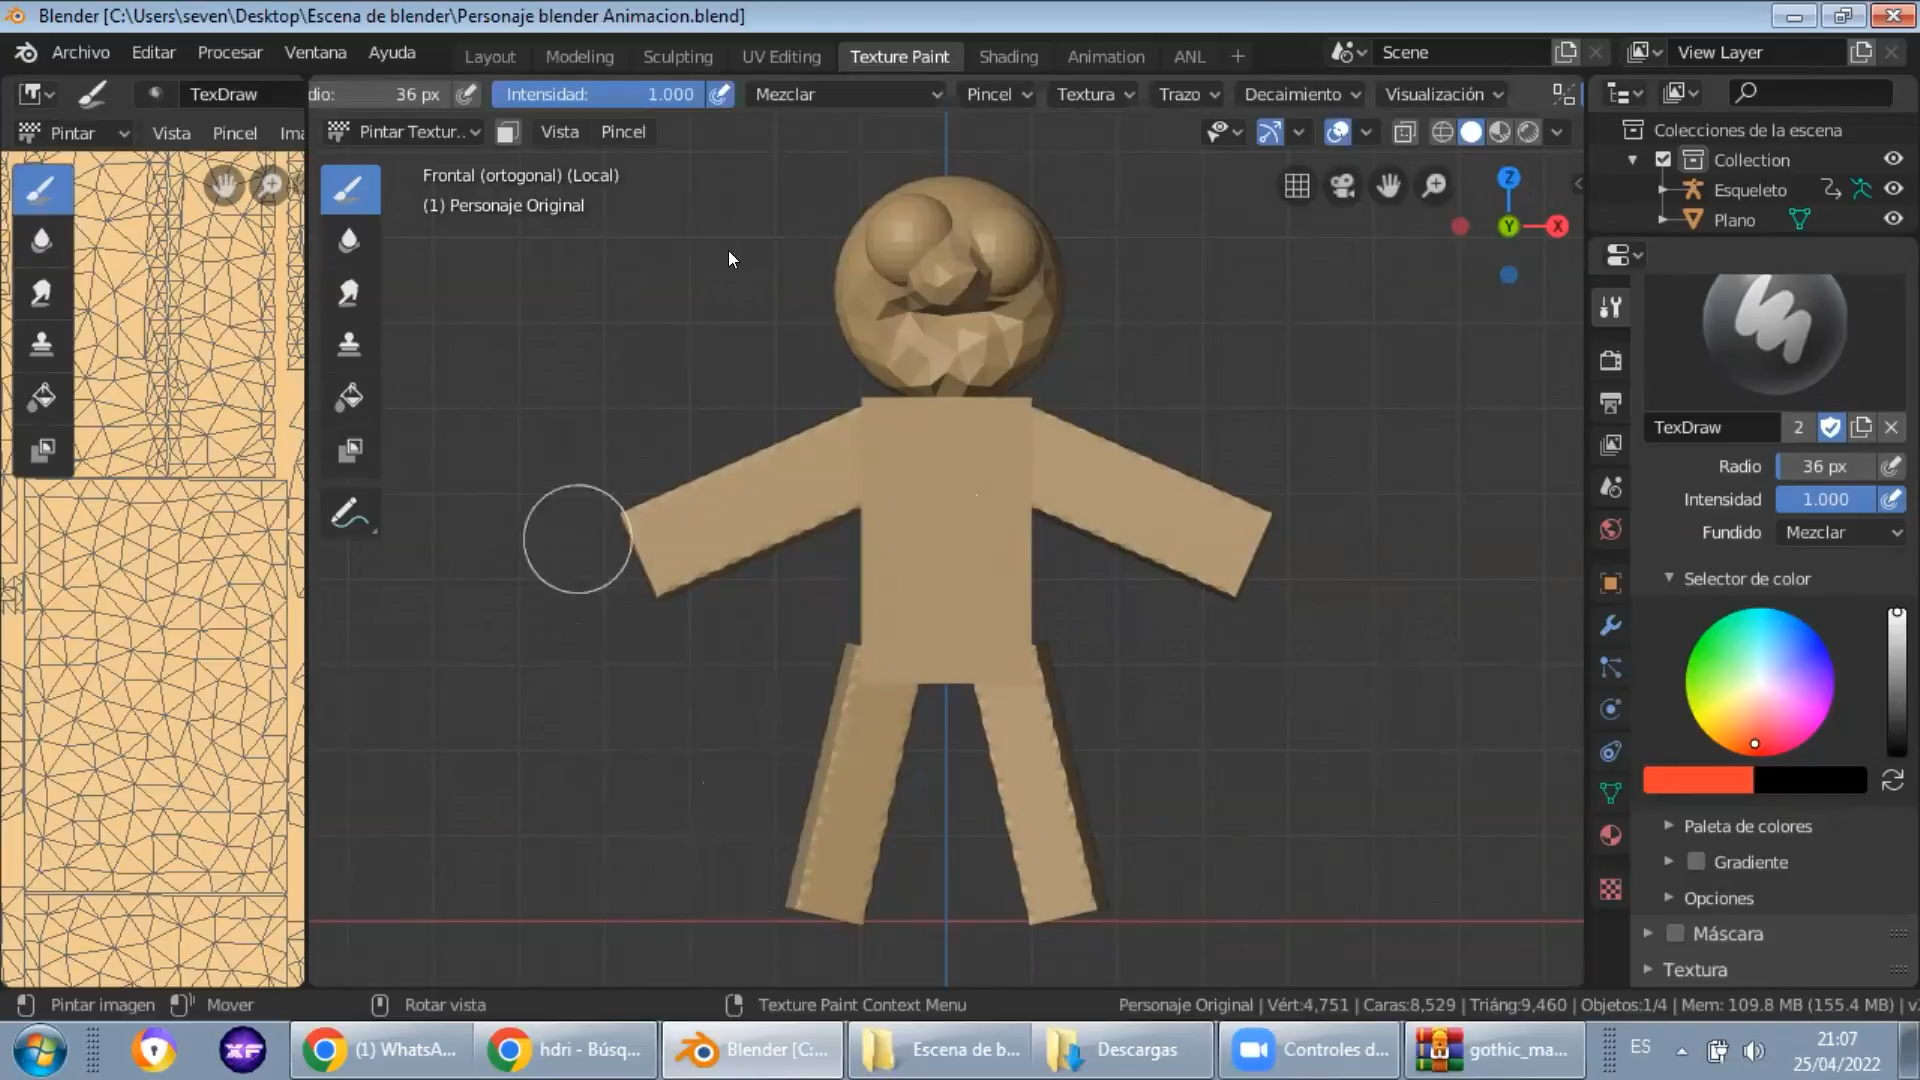 Blender [C:\Users\seven\Desktop\Escena de blender\Personaje blender Animacion.blend]
Archivo Editar Procesar Ventana Ayuda Layout Modeling Sculpting UV Editing Texture Paint Shading Animation ANL + Scene View Layer
TexDraw dio: 36 px Intensidad: 1.000 Mezclar Pincel Textura Trazo Decaimiento Visualización
Pintar Vista Pincel Ima Pintar Textur.. Vista Pincel
Colecciones de la escena
Collection
Esqueleto
Plano
Frontal (ortogonal) (Local)
(1) Personaje Original
Z
Y X
TexDraw 2
Radio 36 px
Intensidad 1.000
Fundido Mezclar
Selector de color
Paleta de colores
Gradiente
Opciones
Máscara
Textura
Pintar imagen Mover Rotar vista Texture Paint Context Menu Personaje Original | Vért:4,751 | Caras:8,529 | Triáng:9,460 | Objetos:1/4 | Mem: 109.8 MB (155.4 MB) | v
XF (1) WhatsA... hdri - Búsq... Blender [C:... Escena de b... Descargas Controles d... gothic_ma... ES 21:07
25/04/2022